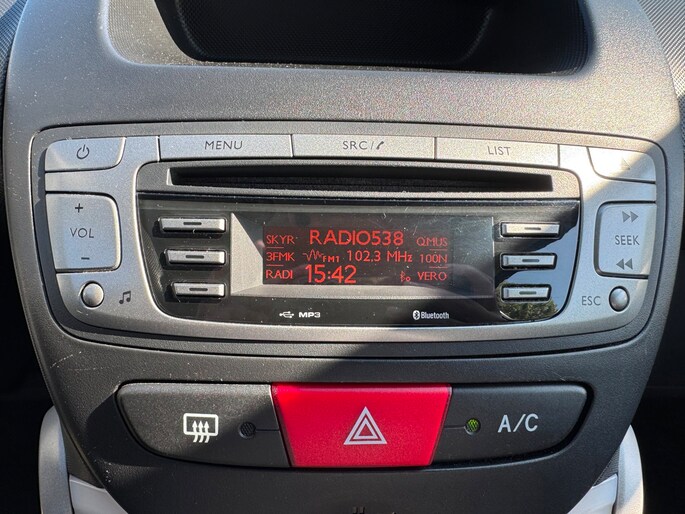 MENU SRC/ LIST
+
VOL
-
SKYR RADIO538 QMUS
3FMK FM1 102.3 MHz 100N
RADI 15:42 VERO
SEEK
ESC
MP3 Bluetooth
A/C